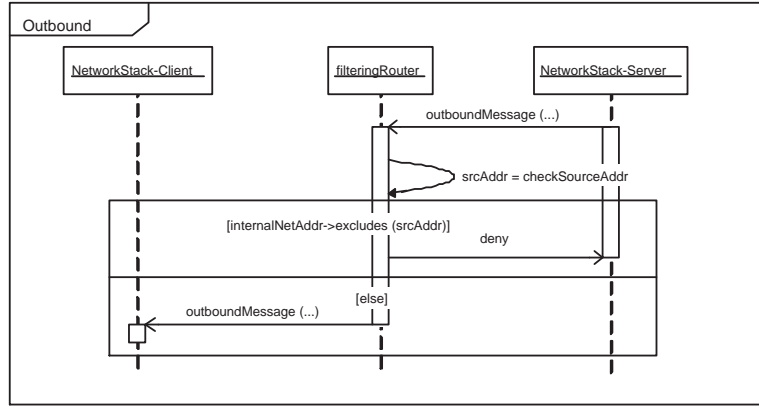 Outbound
NetworkStack-Client
filteringRouter
NetworkStack-Server
outboundMessage (...)
srcAddr = checkSourceAddr
[internalNetAddr->excludes (srcAddr)]
deny
[else]
outboundMessage (...)